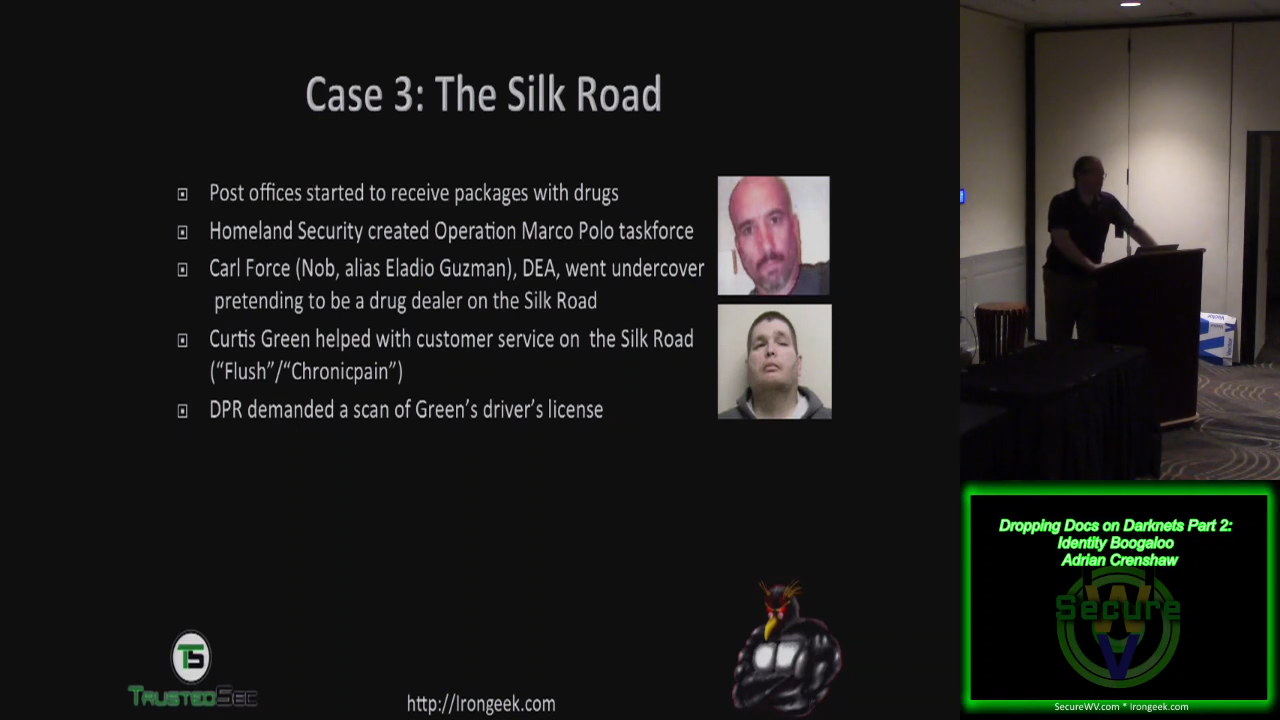 Case 3: The Silk Road
Post offices started to receive packages with drugs
Homeland Security created Operation Marco Polo taskforce
Carl Force (Nob, alias Eladio Guzman), DEA, went undercover
pretending to be a drug dealer on the Silk Road
Curtis Green helped with customer service on the Silk Road
(“Flush”/“Chronicpain”)
DPR demanded a scan of Green’s driver’s license
TS
TRUSTEDSEC
http://Irongeek.com
Dropping Docs on Darknets Part 2:
Identity Boogaloo
Adrian Crenshaw
Secure
W
V
SecureWV.com * Irongeek.com